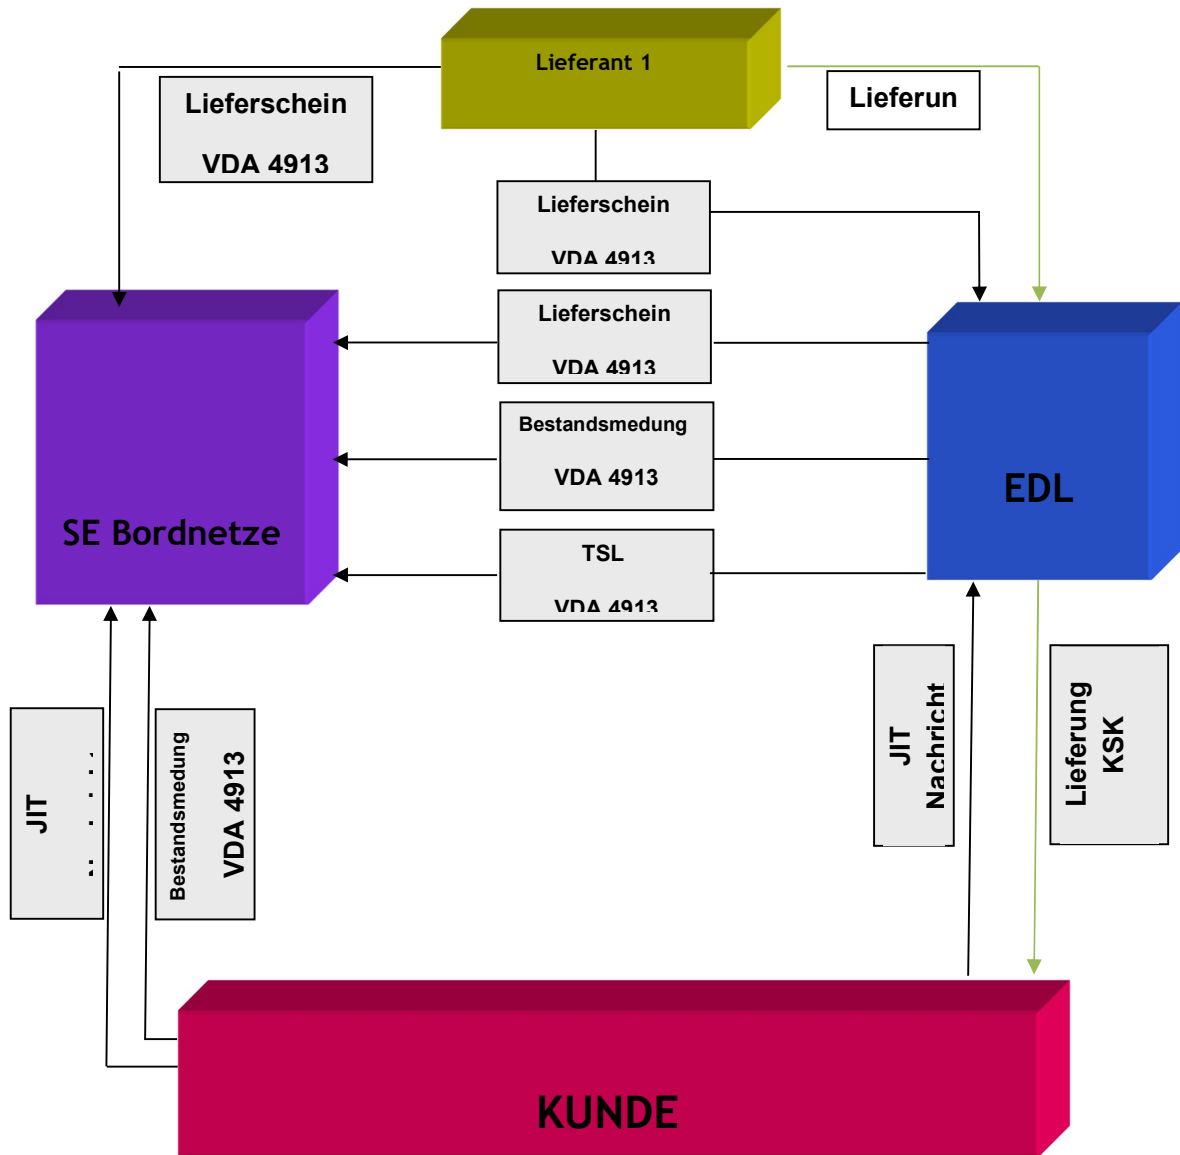 Lieferant 1
Lieferschein
VDA 4913
Lieferun
Lieferschein
VDA 4913
Lieferschein
VDA 4913
Bestandsmedung
VDA 4913
EDL
SE Bordnetze
TSL
VDA 4913
JIT
Bestandsmedung
VDA 4913
JIT
Nachricht
Lieferung
KSK
KUNDE